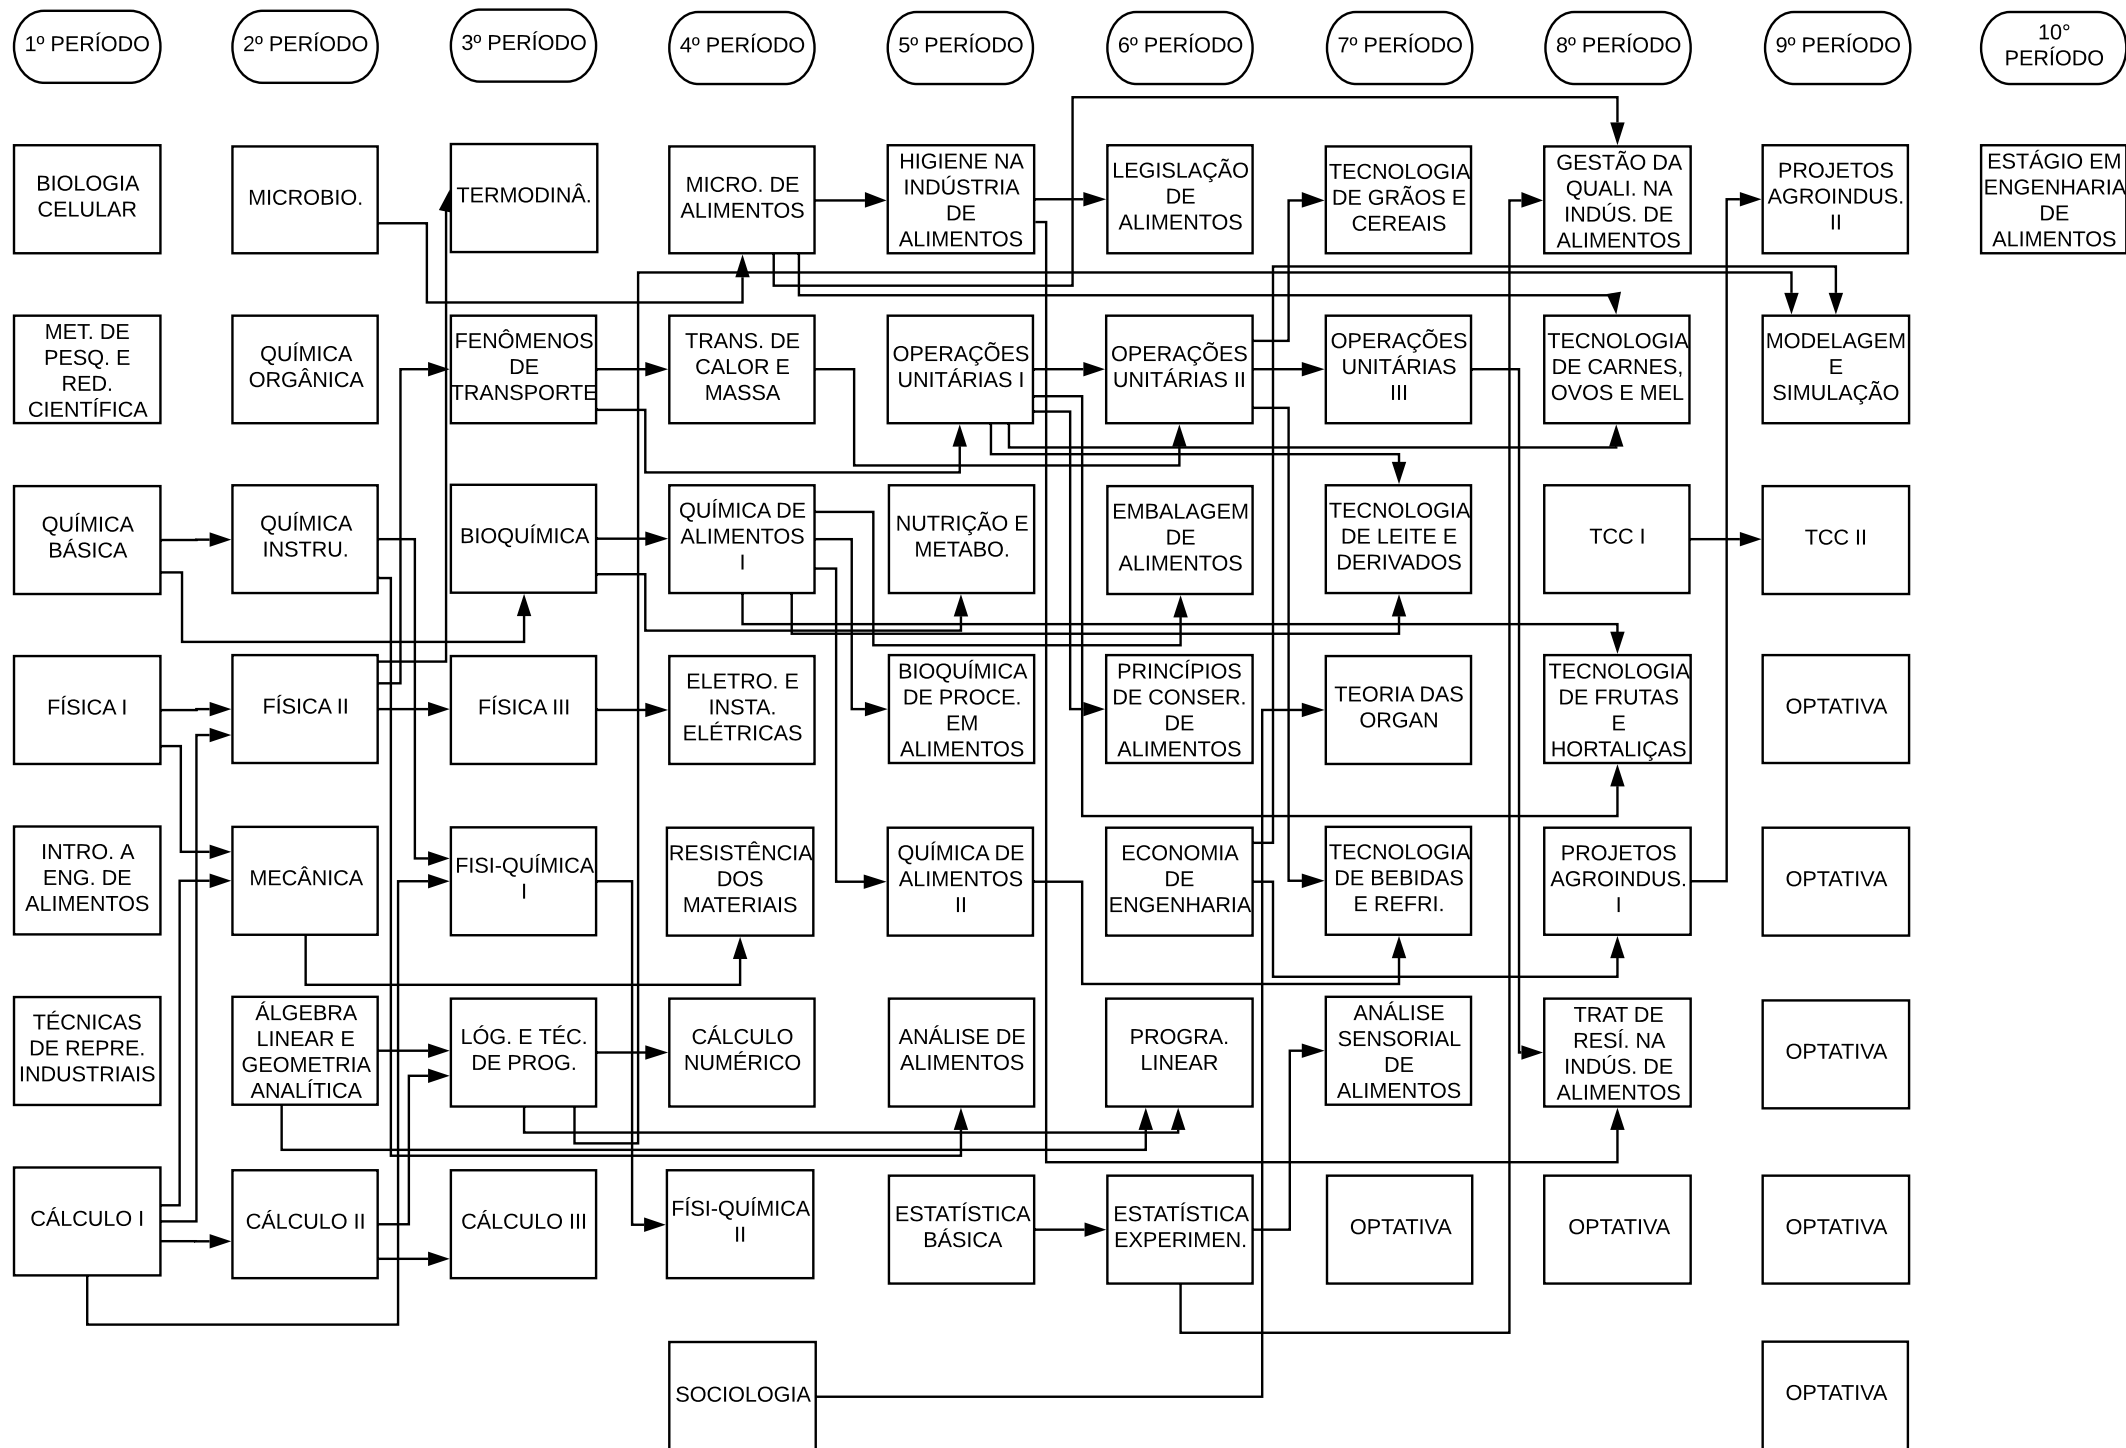 1º PERÍODO
2º PERÍODO
3º PERÍODO
4º PERÍODO
5º PERÍODO
6º PERÍODO
7º PERÍODO
8º PERÍODO
9º PERÍODO
10°
PERÍODO
BIOLOGIA
CELULAR
MICROBIO.
TERMODINÂ.
MICRO. DE
ALIMENTOS
HIGIENE NA
INDÚSTRIA
DE
ALIMENTOS
LEGISLAÇÃO
DE
ALIMENTOS
TECNOLOGIA
DE GRÃOS E
CEREAIS
GESTÃO DA
QUALI. NA
INDÚS. DE
ALIMENTOS
PROJETOS
AGROINDUS.
II
ESTÁGIO EM
ENGENHARIA
DE
ALIMENTOS
MET. DE
PESQ. E
RED.
CIENTÍFICA
QUÍMICA
ORGÂNICA
FENÔMENOS
DE
TRANSPORTE
TRANS. DE
CALOR E
MASSA
OPERAÇÕES
UNITÁRIAS I
OPERAÇÕES
UNITÁRIAS II
OPERAÇÕES
UNITÁRIAS
III
TECNOLOGIA
DE CARNES,
OVOS E MEL
MODELAGEM
E
SIMULAÇÃO
QUÍMICA
BÁSICA
QUÍMICA
INSTRU.
BIOQUÍMICA
QUÍMICA DE
ALIMENTOS
I
NUTRIÇÃO E
METABO.
EMBALAGEM
DE
ALIMENTOS
TECNOLOGIA
DE LEITE E
DERIVADOS
TCC I
TCC II
FÍSICA I
FÍSICA II
FÍSICA III
ELETRO. E
INSTA.
ELÉTRICAS
BIOQUÍMICA
DE PROCE.
EM
ALIMENTOS
PRINCÍPIOS
DE CONSER.
DE
ALIMENTOS
TEORIA DAS
ORGAN
TECNOLOGIA
DE FRUTAS
E
HORTALIÇAS
OPTATIVA
INTRO. A
ENG. DE
ALIMENTOS
MECÂNICA
FISI-QUÍMICA
I
RESISTÊNCIA
DOS
MATERIAIS
QUÍMICA DE
ALIMENTOS
II
ECONOMIA
DE
ENGENHARIA
TECNOLOGIA
DE BEBIDAS
E REFRI.
PROJETOS
AGROINDUS.
I
OPTATIVA
TÉCNICAS
DE REPRE.
INDUSTRIAIS
ÁLGEBRA
LINEAR E
GEOMETRIA
ANALÍTICA
LÓG. E TÉC.
DE PROG.
CÁLCULO
NUMÉRICO
ANÁLISE DE
ALIMENTOS
PROGRA.
LINEAR
ANÁLISE
SENSORIAL
DE
ALIMENTOS
TRAT DE
RESÍ. NA
INDÚS. DE
ALIMENTOS
OPTATIVA
CÁLCULO I
CÁLCULO II
CÁLCULO III
FÍSI-QUÍMICA
II
ESTATÍSTICA
BÁSICA
ESTATÍSTICA
EXPERIMEN.
OPTATIVA
OPTATIVA
OPTATIVA
SOCIOLOGIA
OPTATIVA